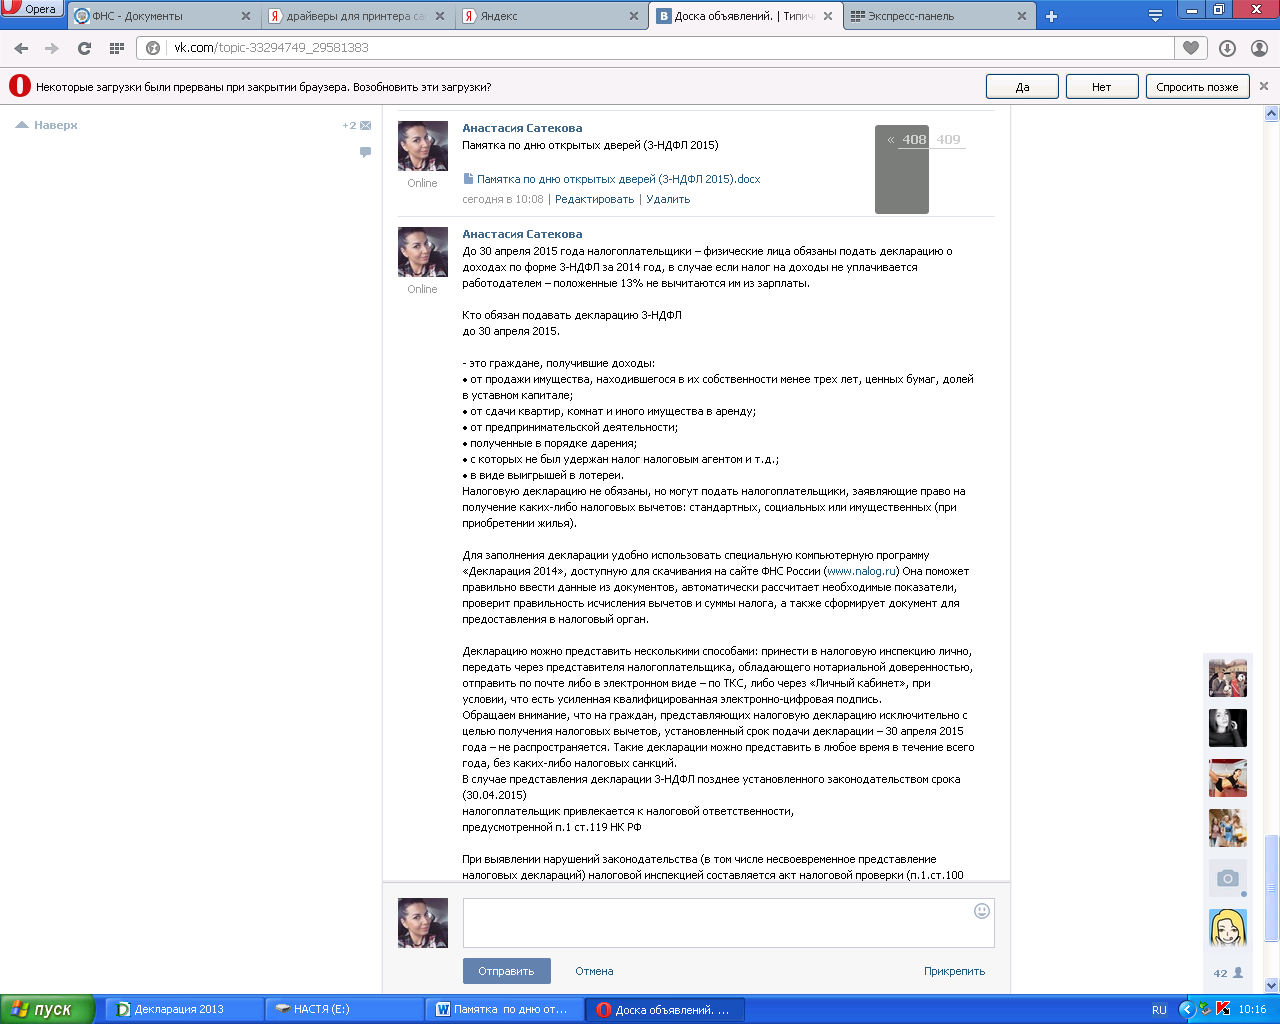 Opera
ФНС - Документы
драйверы для принтера са
Яндекс
Доска объявлений. | Типич
Экспресс-панель
vk.com/topic-33294749_29581383
Некоторые загрузки были прерваны при закрытии браузера. Возобновить эти загрузки?
Да
Нет
Спросить позже
Наверх
+2
Анастасия Сатекова
Памятка по дню открытых дверей (3-НДФЛ 2015)
« 408 409
Памятка по дню открытых дверей (3-НДФЛ 2015).docx
Online
сегодня в 10:08 | Редактировать | Удалить
Анастасия Сатекова
До 30 апреля 2015 года налогоплательщики – физические лица обязаны подать декларацию о
доходах по форме 3-НДФЛ за 2014 год, в случае если налог на доходы не уплачивается
работодателем – положенные 13% не вычитаются им из зарплаты.
Online
Кто обязан подавать декларацию 3-НДФЛ
до 30 апреля 2015.
- это граждане, получившие доходы:
• от продажи имущества, находившегося в их собственности менее трех лет, ценных бумаг, долей
в уставном капитале;
• от сдачи квартир, комнат и иного имущества в аренду;
• от предпринимательской деятельности;
• полученные в порядке дарения;
• с которых не был удержан налог налоговым агентом и т.д.;
• в виде выигрышей в лотереи.
Налоговую декларацию не обязаны, но могут подать налогоплательщики, заявляющие право на
получение каких-либо налоговых вычетов: стандартных, социальных или имущественных (при
приобретении жилья).
Для заполнения декларации удобно использовать специальную компьютерную программу
«Декларация 2014», доступную для скачивания на сайте ФНС России (www.nalog.ru) Она поможет
правильно ввести данные из документов, автоматически рассчитает необходимые показатели,
проверит правильность исчисления вычетов и суммы налога, а также сформирует документ для
предоставления в налоговый орган.
Декларацию можно представить несколькими способами: принести в налоговую инспекцию лично,
передать через представителя налогоплательщика, обладающего нотариальной доверенностью,
отправить по почте либо в электронном виде – по ТКС, либо через «Личный кабинет», при
условии, что есть усиленная квалифицированная электронно-цифровая подпись.
Обращаем внимание, что на граждан, представляющих налоговую декларацию исключительно с
целью получения налоговых вычетов, установленный срок подачи декларации – 30 апреля 2015
года – не распространяется. Такие декларации можно представить в любое время в течение всего
года, без каких-либо налоговых санкций.
В случае представления декларации 3-НДФЛ позднее установленного законодательством срока
(30.04.2015)
налогоплательщик привлекается к налоговой ответственности,
предусмотренной п.1 ст.119 НК РФ
При выявлении нарушений законодательства (в том числе несвоевременное представление
налоговых деклараций) налоговой инспекцией составляется акт налоговой проверки (п.1.ст.100
Отправить
Отмена
Прикрепить
42
пуск
Декларация 2013
НАСТЯ (E:)
Памятка по дню от...
Доска объявлений. ...
RU
10:16